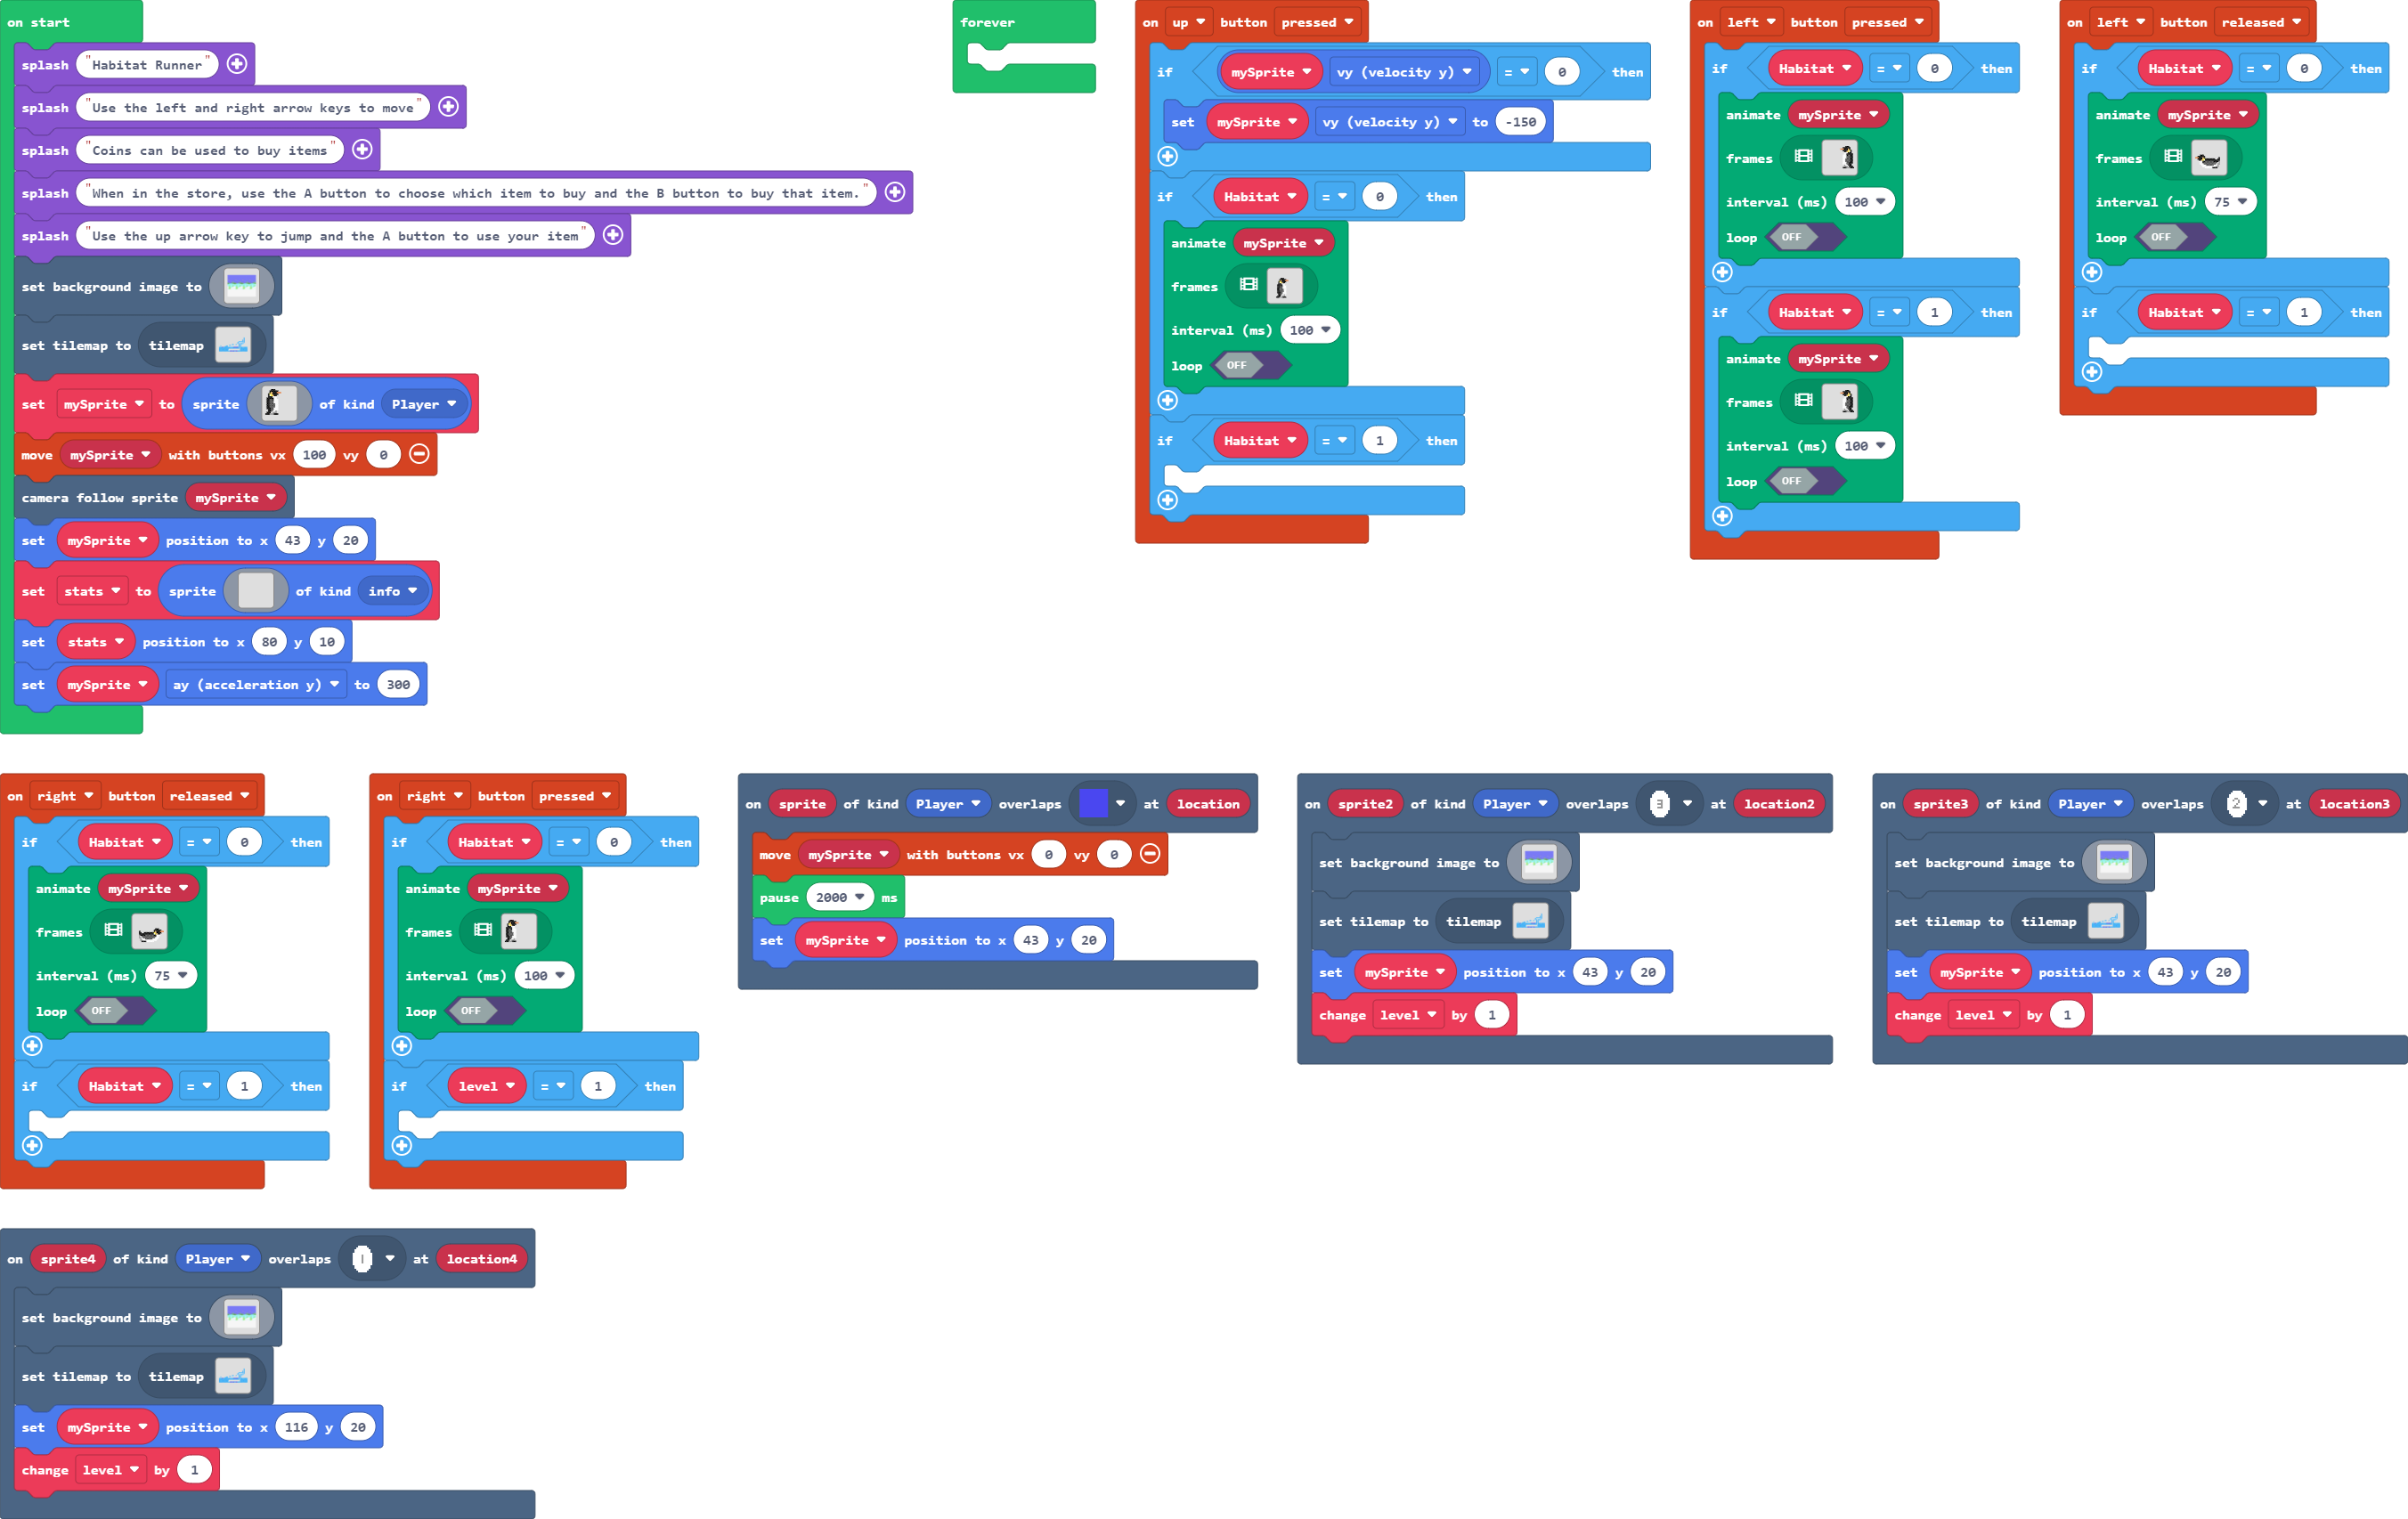 on start
splash "Habitat Runner"
splash "Use the left and right arrow keys to move"
splash "Coins can be used to buy items"
splash "When in the store, use the A button to choose which item to buy and the B button to buy that item."
splash "Use the up arrow key to jump and the A button to use your item"
set background image to
set tilemap to tilemap
set mySprite to sprite of kind Player
move mySprite with buttons vx 100 vy 0
camera follow sprite mySprite
set mySprite position to x 43 y 20
set stats to sprite of kind info
set stats position to x 80 y 10
set mySprite ay (acceleration y) to 300
forever
on up button pressed
if mySprite vy (velocity y) = 0 then
set mySprite vy (velocity y) to -150
if Habitat = 0 then
animate mySprite
frames
interval (ms) 100
loop OFF
if Habitat = 1 then
on left button pressed
if Habitat = 0 then
animate mySprite
frames
interval (ms) 100
loop OFF
if Habitat = 1 then
animate mySprite
frames
interval (ms) 100
loop OFF
on left button released
if Habitat = 0 then
animate mySprite
frames
interval (ms) 75
loop OFF
if Habitat = 1 then
on right button released
if Habitat = 0 then
animate mySprite
frames
interval (ms) 75
loop OFF
if Habitat = 1 then
on right button pressed
if Habitat = 0 then
animate mySprite
frames
interval (ms) 100
loop OFF
if level = 1 then
on sprite of kind Player overlaps at location
move mySprite with buttons vx 0 vy 0
pause 2000 ms
set mySprite position to x 43 y 20
on sprite2 of kind Player overlaps 3 at location2
set background image to
set tilemap to tilemap
set mySprite position to x 43 y 20
change level by 1
on sprite3 of kind Player overlaps 2 at location3
set background image to
set tilemap to tilemap
set mySprite position to x 43 y 20
change level by 1
on sprite4 of kind Player overlaps 1 at location4
set background image to
set tilemap to tilemap
set mySprite position to x 116 y 20
change level by 1